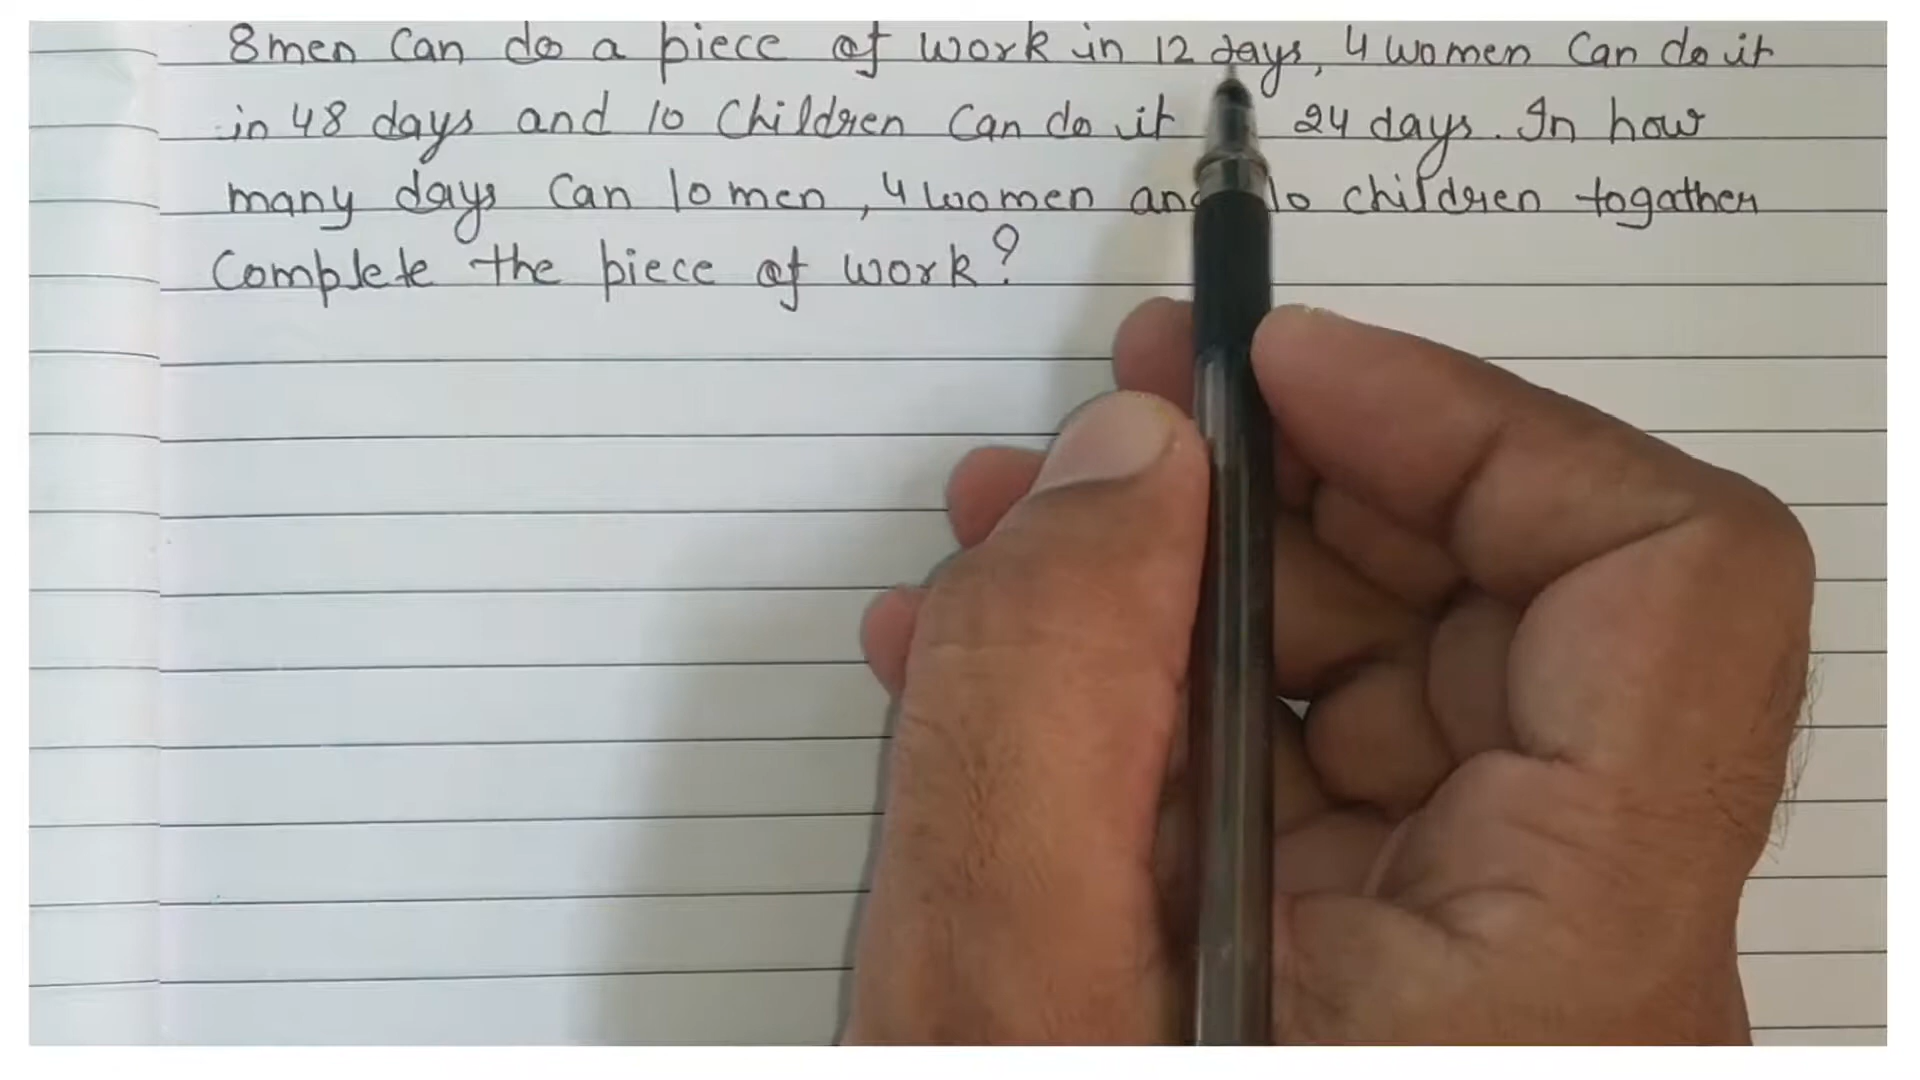 8 men Can do a piece of work in 12 days, 4 women Can do it
in 48 days and 10 Children Can do it 24 days. In how
many days Can 10 men, 4 women and 10 children togather
Complete the piece of work?